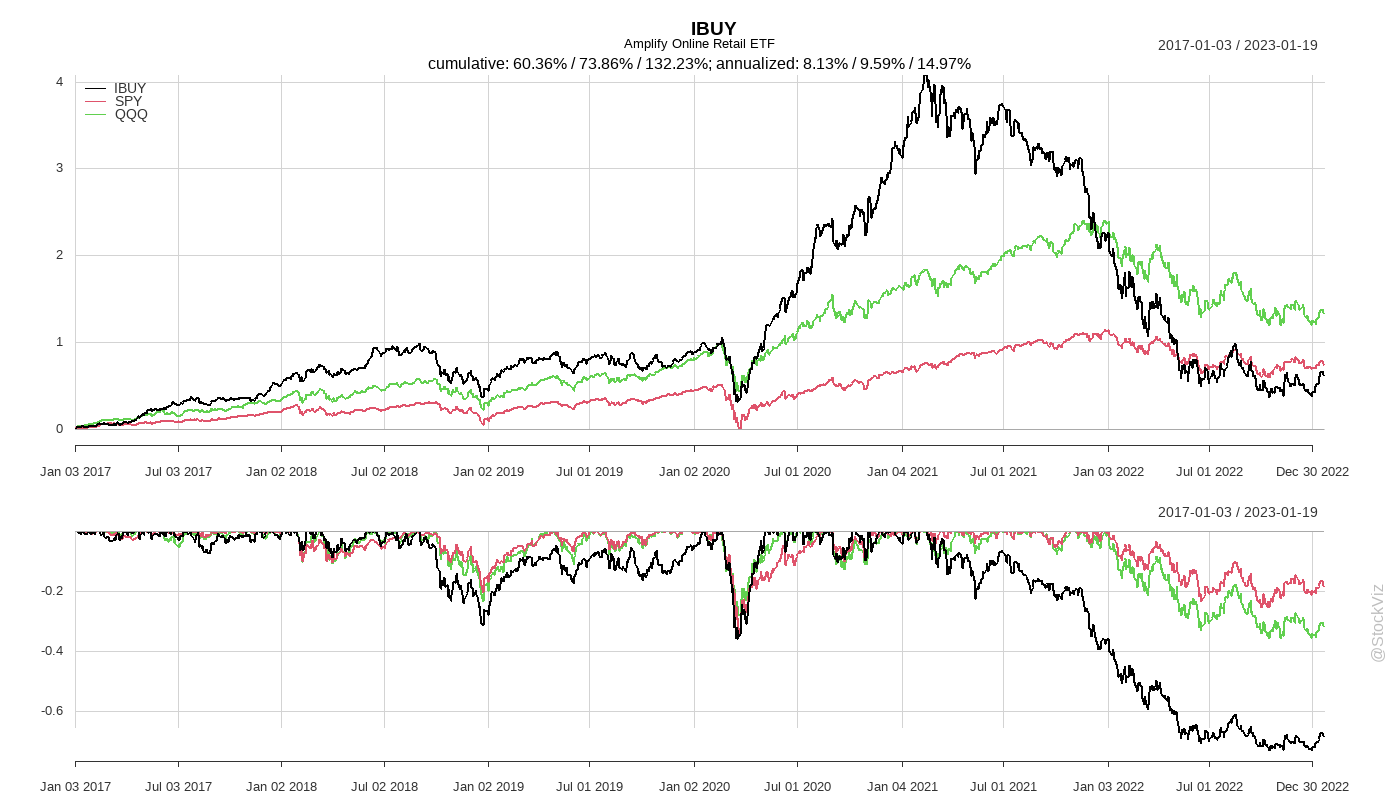 IBUY
Amplify Online Retail ETF
2017-01-03 / 2023-01-19
cumulative: 60.36% / 73.86% / 132.23%; annualized: 8.13% / 9.59% / 14.97%
IBUY
SPY
QQQ
4
3
2
1
0
Jan 03 2017 Jul 03 2017 Jan 02 2018 Jul 02 2018 Jan 02 2019 Jul 01 2019 Jan 02 2020 Jul 01 2020 Jan 04 2021 Jul 01 2021 Jan 03 2022 Jul 01 2022 Dec 30 2022
2017-01-03 / 2023-01-19
-0.2
-0.4
-0.6
Jan 03 2017 Jul 03 2017 Jan 02 2018 Jul 02 2018 Jan 02 2019 Jul 01 2019 Jan 02 2020 Jul 01 2020 Jan 04 2021 Jul 01 2021 Jan 03 2022 Jul 01 2022 Dec 30 2022
@StockViz